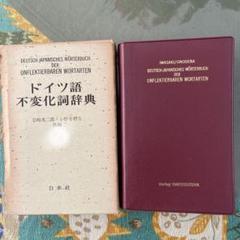 DEUTSCH-JAPANISCHES WÖRTERBUCH
DER
UNFLEKTIERBAREN WORTARTEN
ドイツ語
不変化詞辞典
白水社
IWASAKI/ONODERA
DEUTSCH-JAPANISCHES WÖRTERBUCH
DER
UNFLEKTIERBAREN WORTARTEN
Verlag HAKUSUISHA